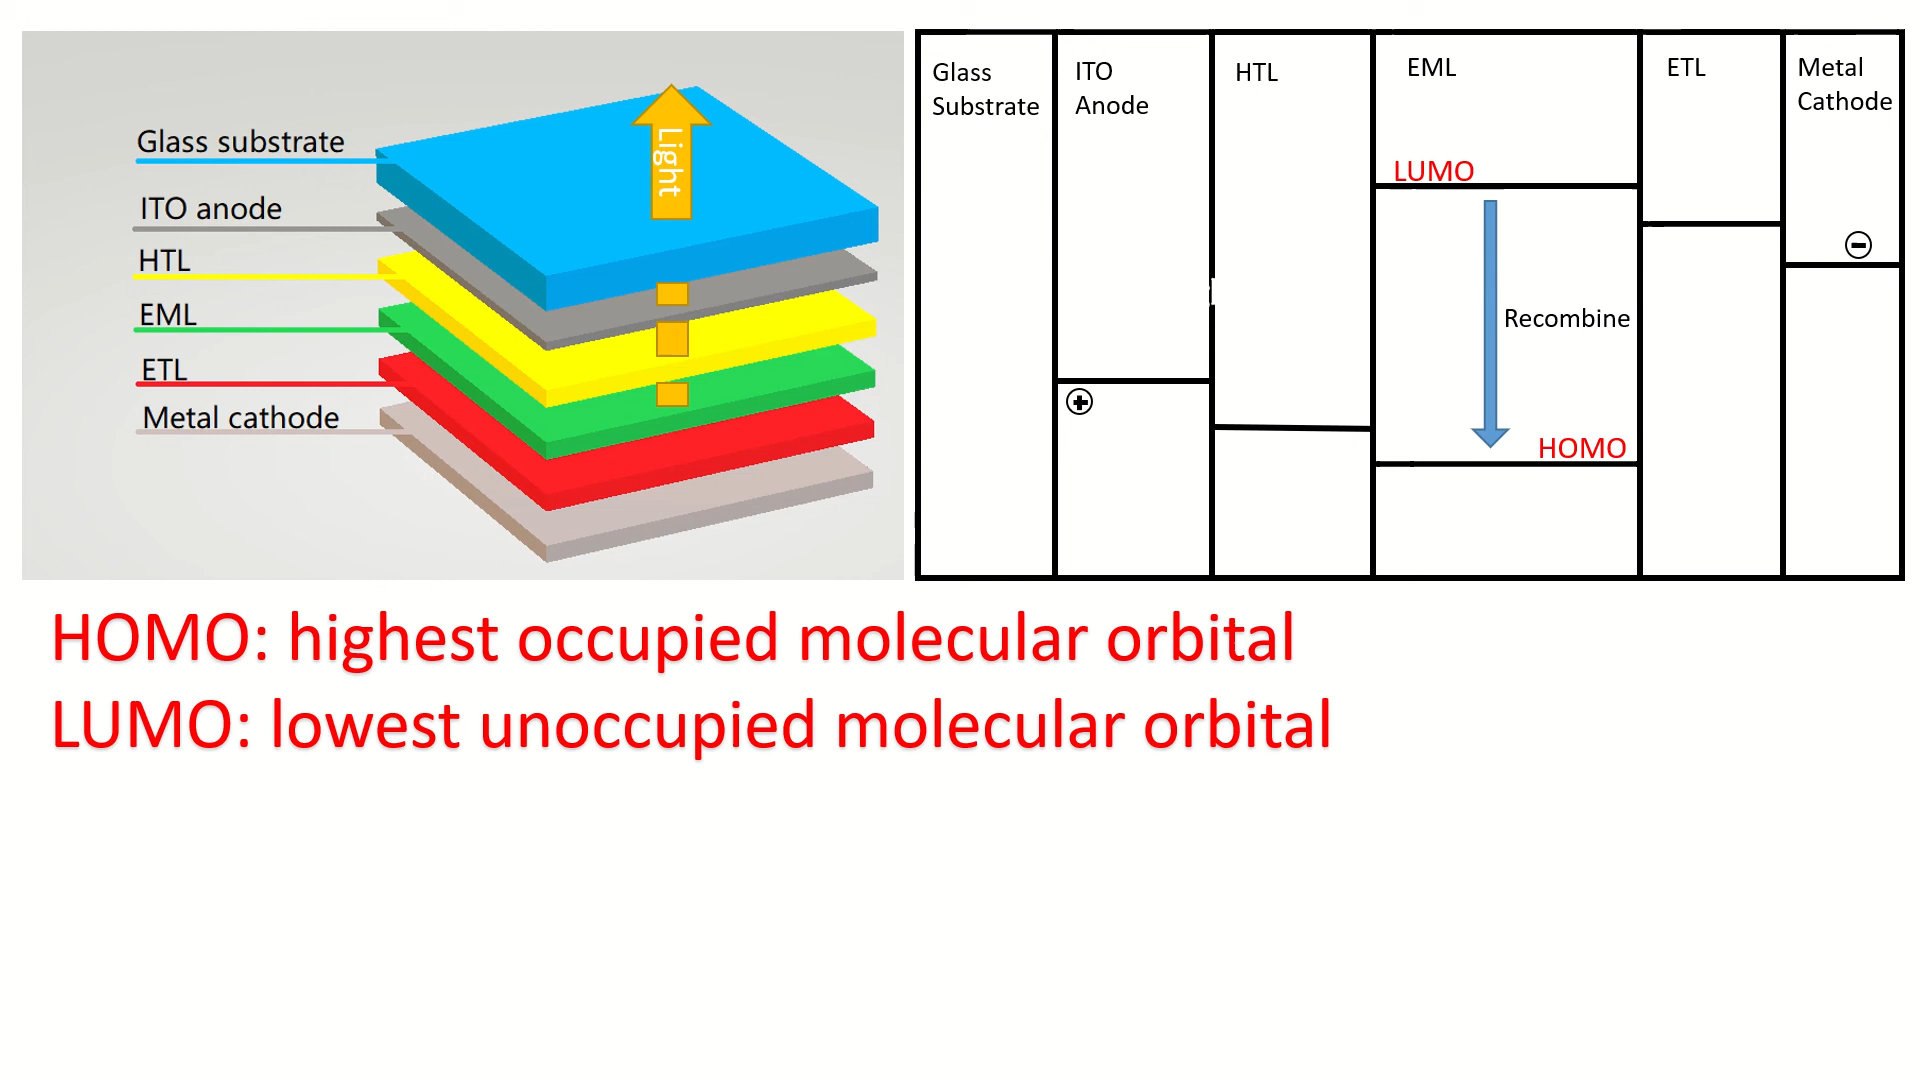 Glass substrate
ITO anode
HTL
EML
ETL
Metal cathode
Light
Glass
Substrate
ITO
Anode
HTL
EML
ETL
Metal
Cathode
LUMO
Recombine
HOMO
HOMO: highest occupied molecular orbital
LUMO: lowest unoccupied molecular orbital